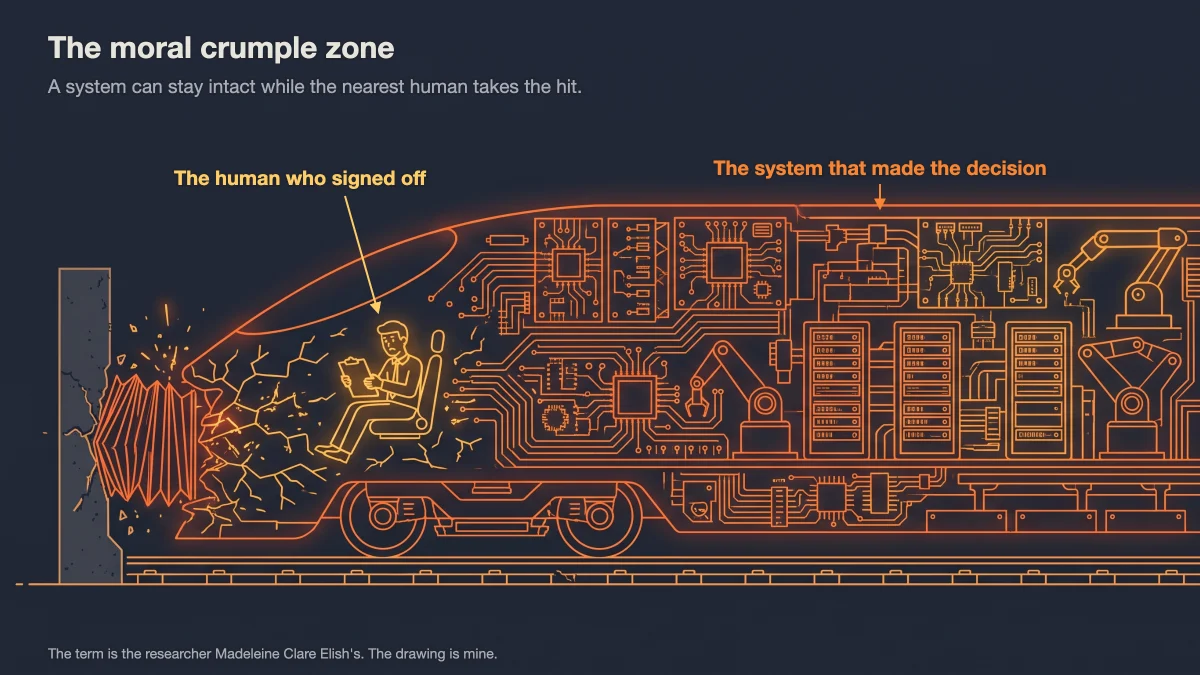 The moral crumple zone
A system can stay intact while the nearest human takes the hit.
The human who signed off
The system that made the decision
The term is the researcher Madeleine Clare Elish's. The drawing is mine.